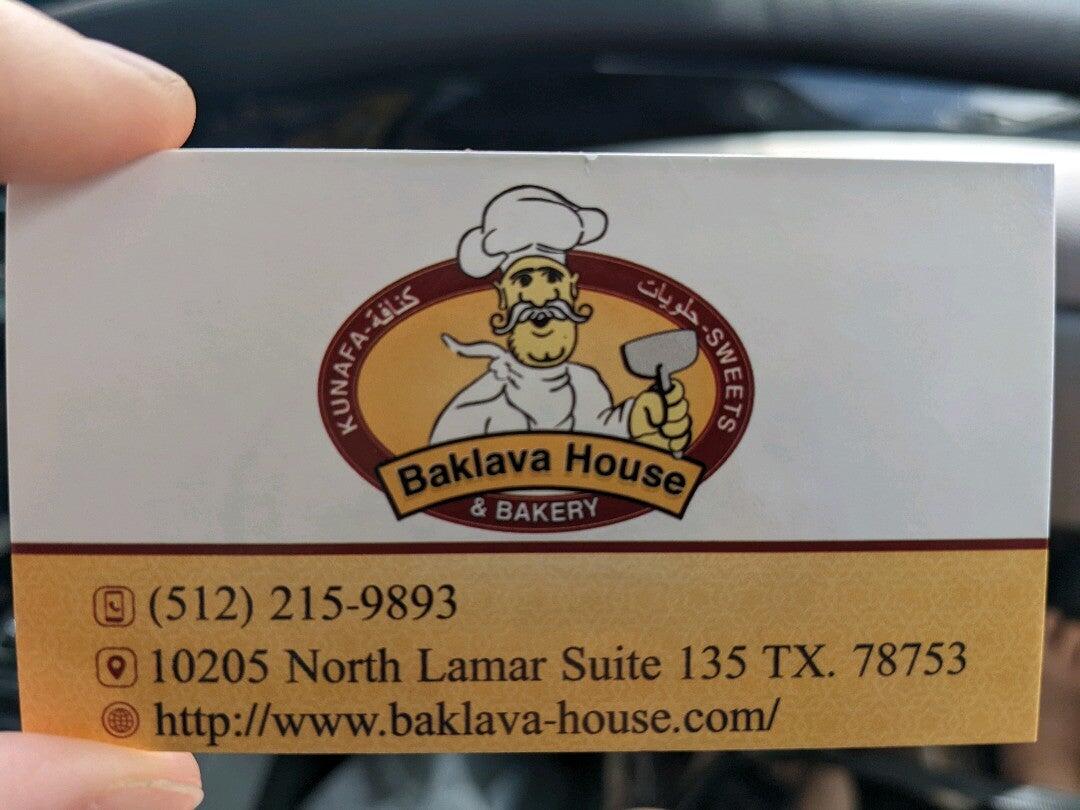 KUNAFA-كنافة
حلويات-SWEETS
Baklava House
& BAKERY
(512) 215-9893
10205 North Lamar Suite 135 TX. 78753
http://www.baklava-house.com/